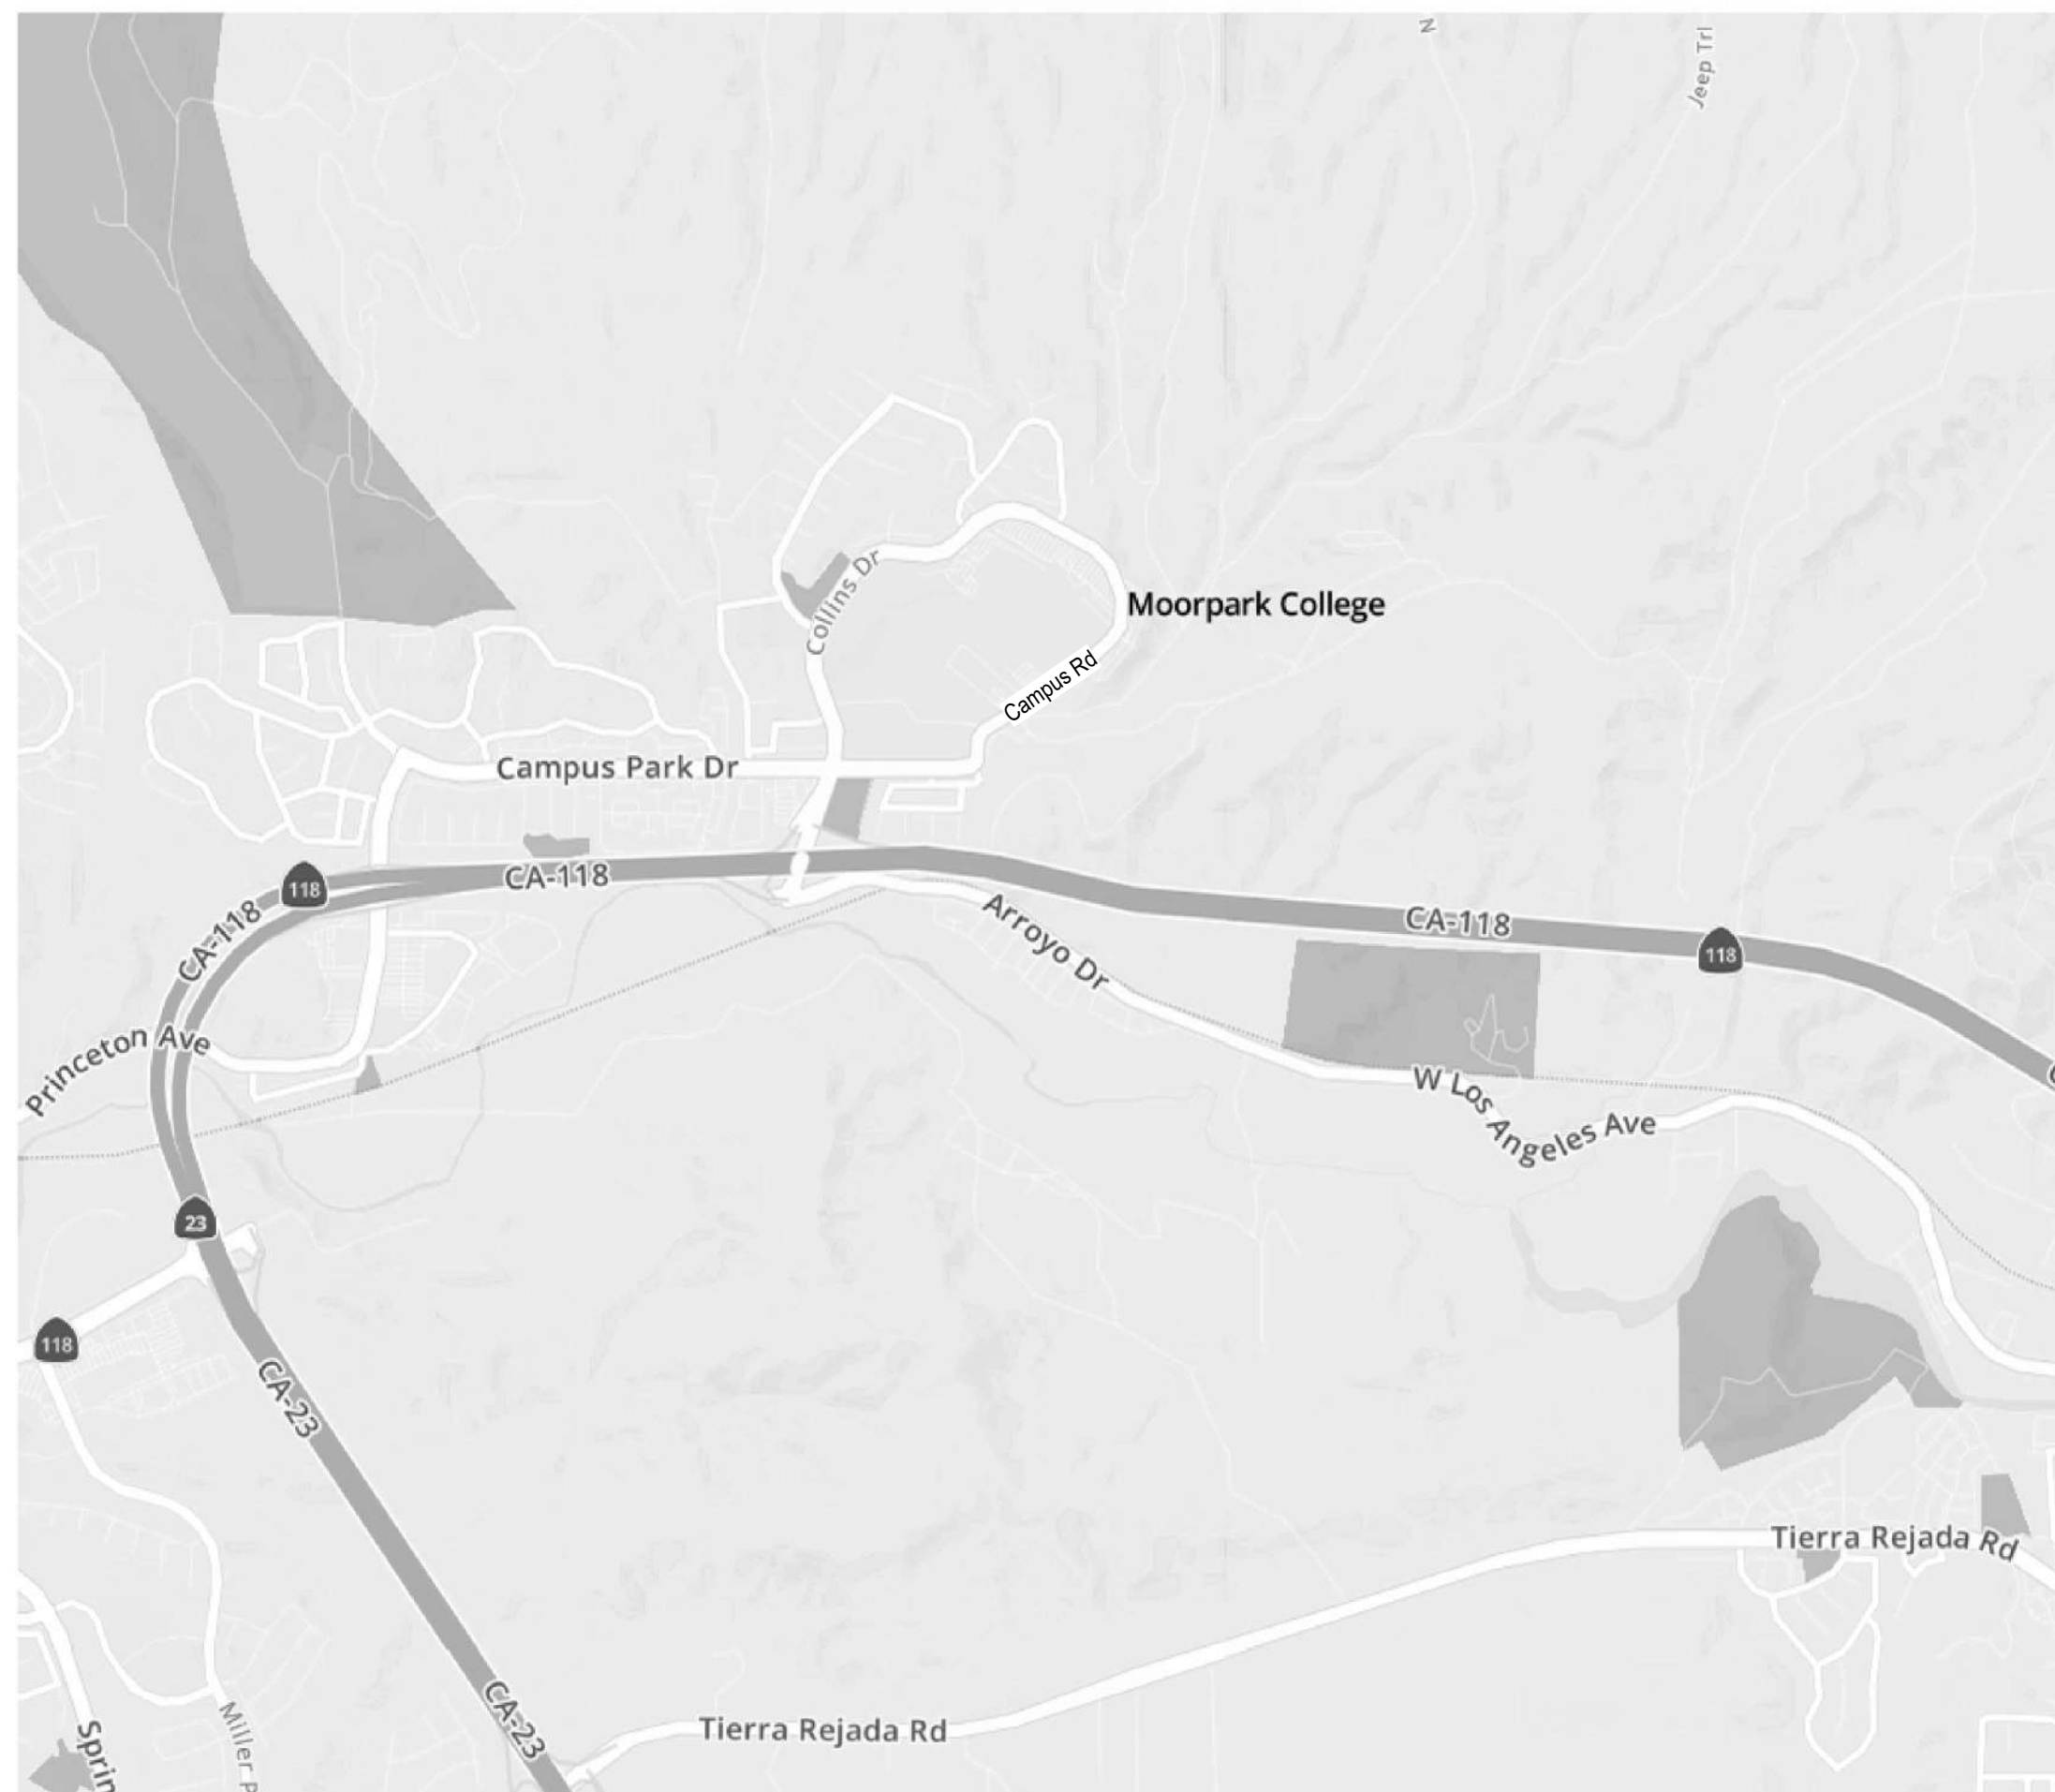 N
Jeep Trl
Collins Dr
Moorpark College
Campus Rd
Campus Park Dr
118
CA-118
CA-118
CA-118
118
Arroyo Dr
Princeton Ave
W Los Angeles Ave
23
118
CA-23
Tierra Rejada Rd
CA-23
Tierra Rejada Rd
Miller P
Sprin